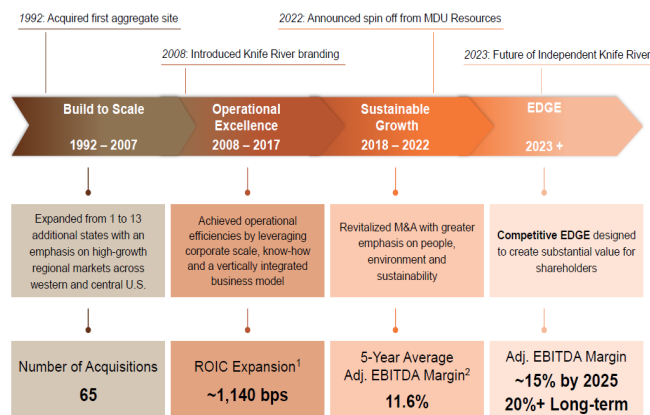 1992: Acquired first aggregate site
2022: Announced spin off from MDU Resources
2008: Introduced Knife River branding
2023: Future of Independent Knife River
Build to Scale
1992 – 2007
Operational
Excellence
2008 – 2017
Sustainable
Growth
2018 – 2022
EDGE
2023 +
Expanded from 1 to 13
additional states with an
emphasis on high-growth
regional markets across
western and central U.S.
Achieved operational
efficiencies by leveraging
corporate scale, know-how
and a vertically integrated
business model
Revitalized M&A with greater
emphasis on people,
environment and
sustainability
Competitive EDGE designed
to create substantial value for
shareholders
Number of Acquisitions
65
ROIC Expansion1
~1,140 bps
5-Year Average
Adj. EBITDA Margin2
11.6%
Adj. EBITDA Margin
~15% by 2025
20%+ Long-term